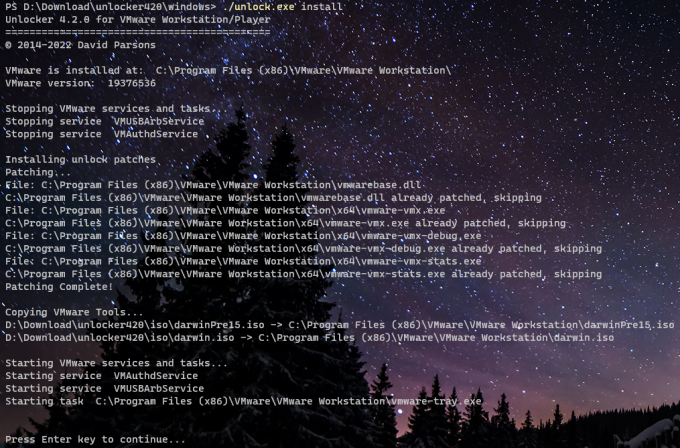 PS D:\Download\unlocker420\windows> ./unlock.exe install
Unlocker 4.2.0 for VMware Workstation/Player
============================================
© 2014-2022 David Parsons
VMware is installed at:  C:\Program Files (x86)\VMware\VMware Workstation\
VMware version:  19376536
Stopping VMware services and tasks...
Stopping service  VMUSBArbService
Stopping service  VMAuthdService
Installing unlock patches
Patching...
File: C:\Program Files (x86)\VMware\VMware Workstation\vmwarebase.dll
C:\Program Files (x86)\VMware\VMware Workstation\vmwarebase.dll already patched, skipping
File: C:\Program Files (x86)\VMware\VMware Workstation\x64\vmware-vmx.exe
C:\Program Files (x86)\VMware\VMware Workstation\x64\vmware-vmx.exe already patched, skipping
File: C:\Program Files (x86)\VMware\VMware Workstation\x64\vmware-vmx-debug.exe
C:\Program Files (x86)\VMware\VMware Workstation\x64\vmware-vmx-debug.exe already patched, skipping
File: C:\Program Files (x86)\VMware\VMware Workstation\x64\vmware-vmx-stats.exe
C:\Program Files (x86)\VMware\VMware Workstation\x64\vmware-vmx-stats.exe already patched, skipping
Patching Complete!
Copying VMware Tools...
D:\Download\unlocker420\iso\darwinPre15.iso -> C:\Program Files (x86)\VMware\VMware Workstation\darwinPre15.iso
D:\Download\unlocker420\iso\darwin.iso -> C:\Program Files (x86)\VMware\VMware Workstation\darwin.iso
Starting VMware services and tasks...
Starting service  VMAuthdService
Starting service  VMUSBArbService
Starting task  C:\Program Files (x86)\VMware\VMware Workstation\vmware-tray.exe
Press Enter key to continue...